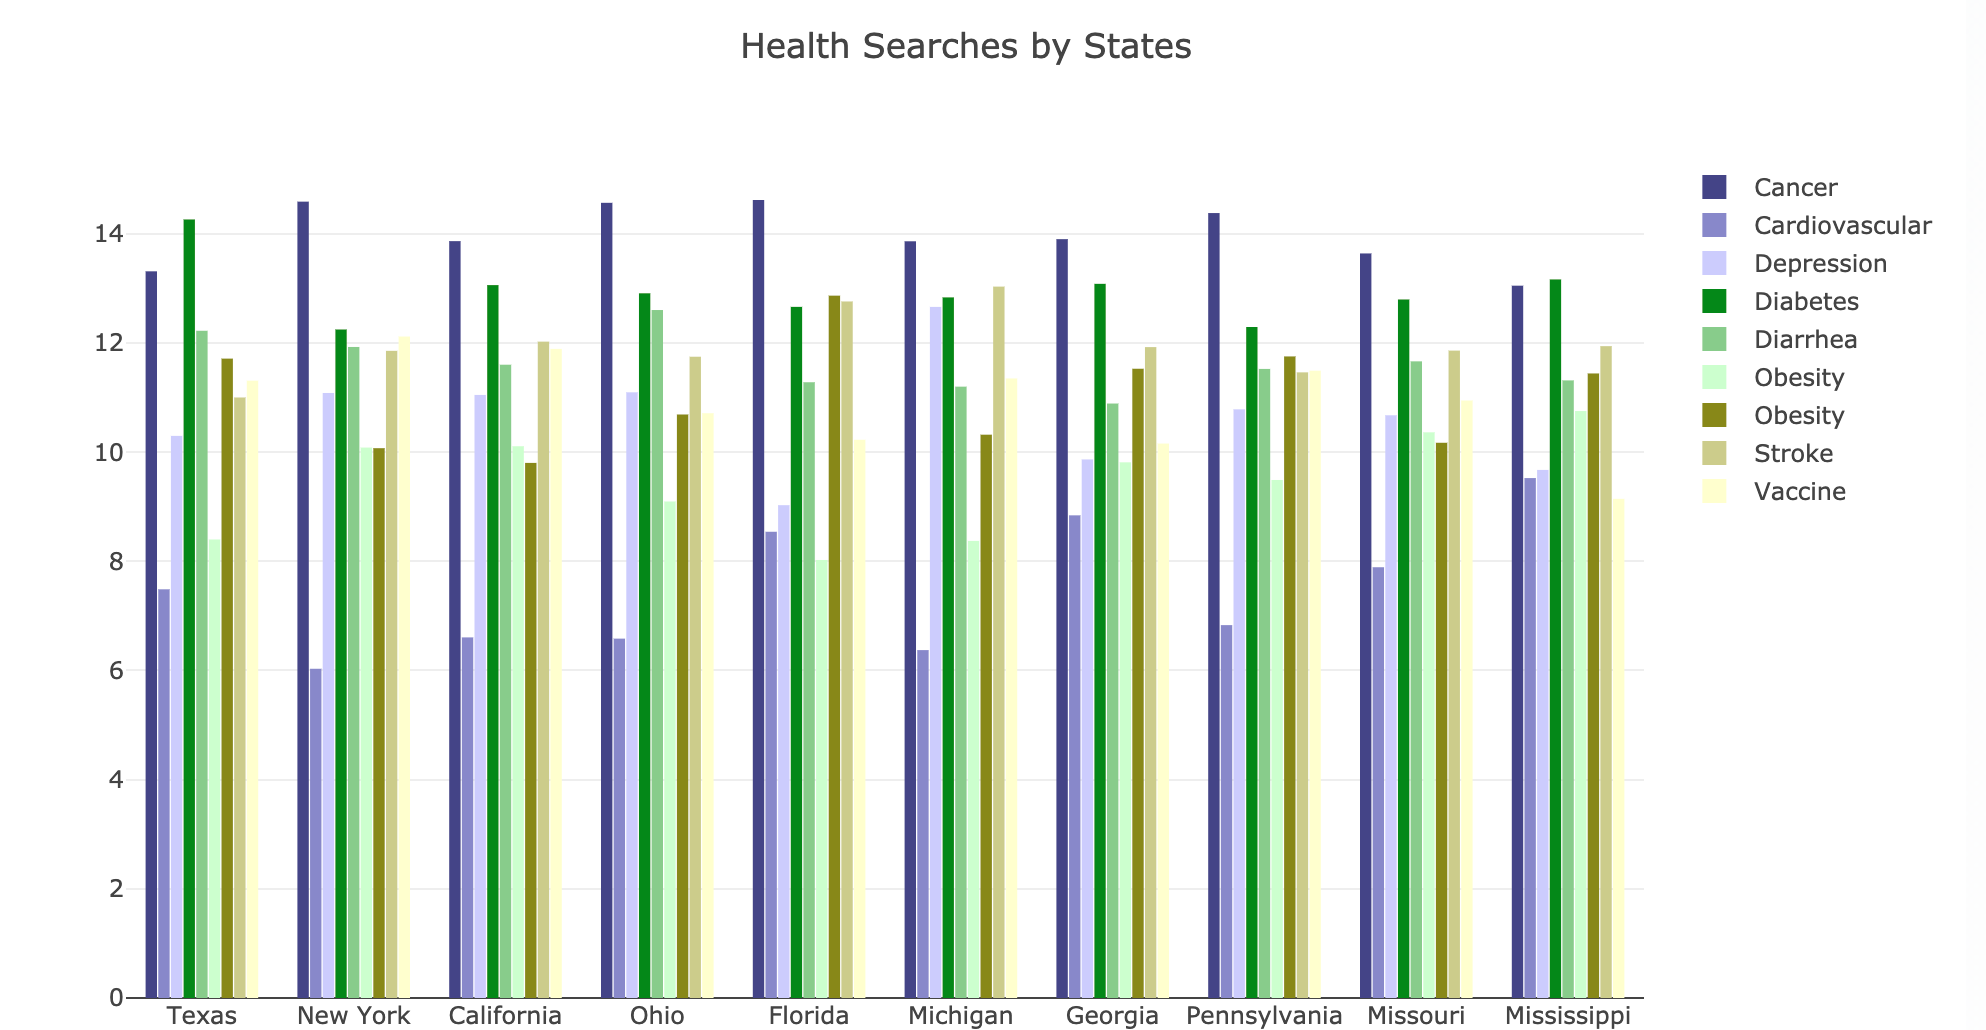 Health Searches by States
14
12
10
8
6
4
2
0
Texas New York California Ohio Florida Michigan Georgia Pennsylvania Missouri Mississippi
Cancer
Cardiovascular
Depression
Diabetes
Diarrhea
Obesity
Obesity
Stroke
Vaccine